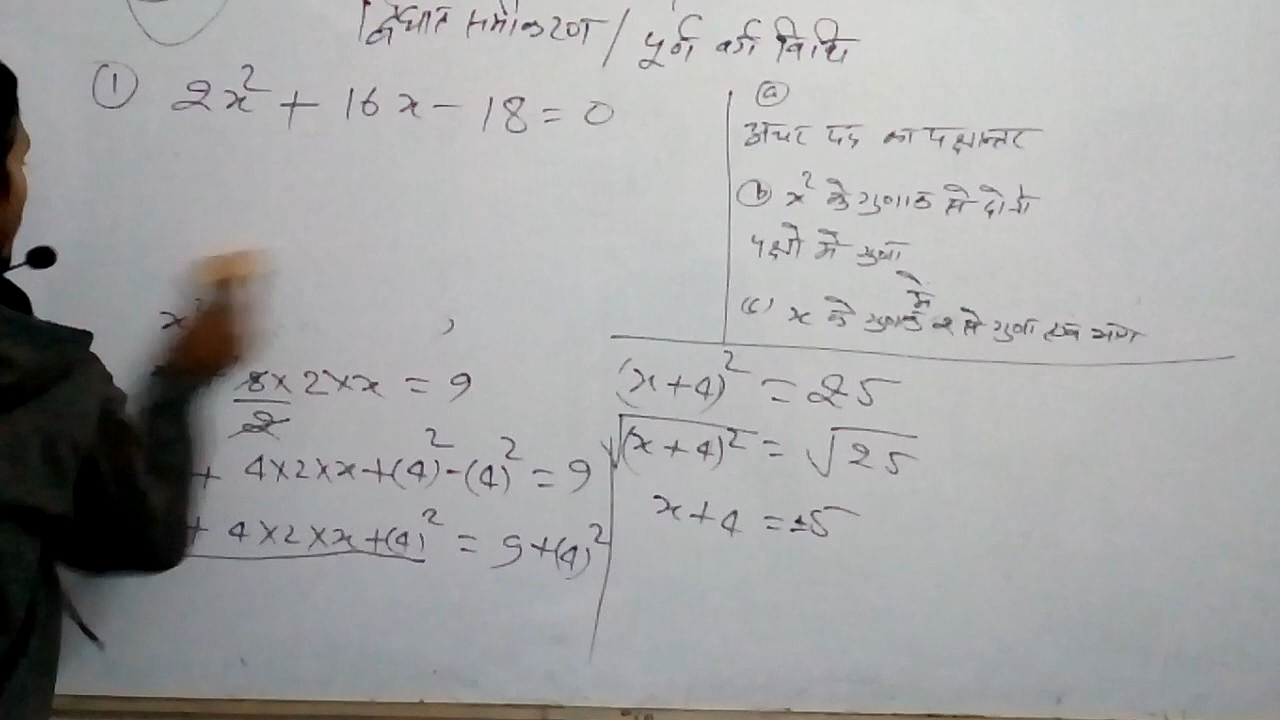 द्विघात समीकरण / पूर्ण वर्ग विधि
① 2x² + 16x - 18 = 0
ⓐ
अचर पद का पक्षान्तर
ⓑ x² के गुणांक से दोनो
पक्षो मे गुणा
(c) x के गुणांक मे 2 से गुणा एवं भाग
x²
8/2 × 2 × x = 9
+ 4×2×x+(4)²-(4)² = 9
+ 4×2×x+(4)² = 9+(4)²
(x+4)² = 25
√(x+4)² = √25
x+4 = ±5